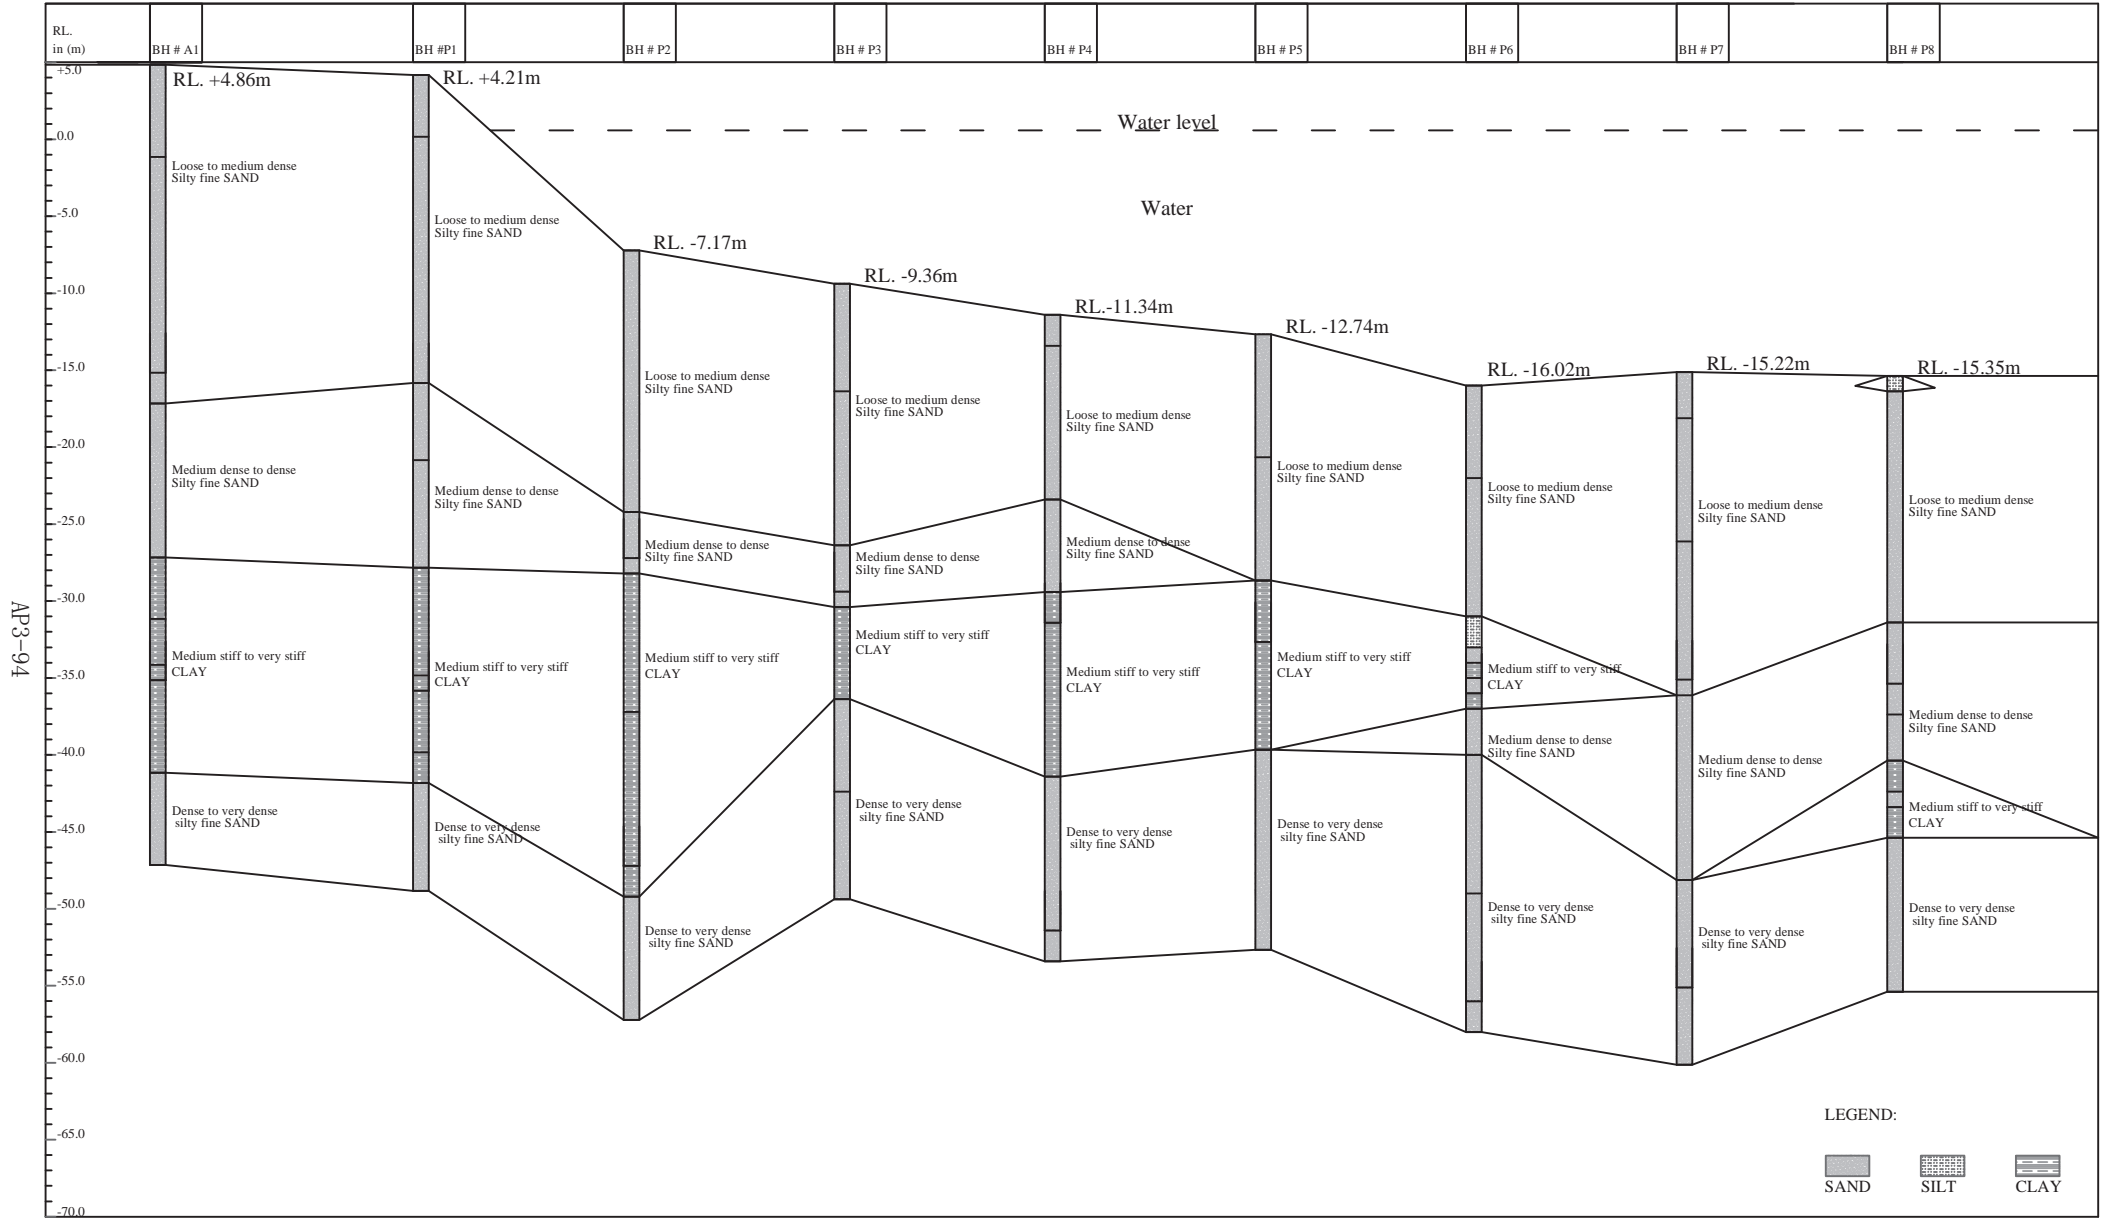 RL.
in (m)
BH # A1
BH #P1
BH # P2
BH # P3
BH # P4
BH # P5
BH # P6
BH # P7
BH # P8
+5.0
0.0
-5.0
-10.0
-15.0
-20.0
-25.0
-30.0
-35.0
-40.0
-45.0
-50.0
-55.0
-60.0
-65.0
-70.0
AP3-94
Water level
Water
RL. +4.86m
Loose to medium dense
Silty fine SAND
Medium dense to dense
Silty fine SAND
Medium stiff to very stiff
CLAY
Dense to very dense
silty fine SAND
RL. +4.21m
Loose to medium dense
Silty fine SAND
Medium dense to dense
Silty fine SAND
Medium stiff to very stiff
CLAY
Dense to very dense
silty fine SAND
RL. -7.17m
Loose to medium dense
Silty fine SAND
Medium dense to dense
Silty fine SAND
Medium stiff to very stiff
CLAY
Dense to very dense
silty fine SAND
RL. -9.36m
Loose to medium dense
Silty fine SAND
Medium dense to dense
Silty fine SAND
Medium stiff to very stiff
CLAY
Dense to very dense
silty fine SAND
RL.-11.34m
Loose to medium dense
Silty fine SAND
Medium dense to dense
Silty fine SAND
Medium stiff to very stiff
CLAY
Dense to very dense
silty fine SAND
RL. -12.74m
Loose to medium dense
Silty fine SAND
Medium stiff to very stiff
CLAY
Dense to very dense
silty fine SAND
RL. -16.02m
Loose to medium dense
Silty fine SAND
Medium stiff to very stiff
CLAY
Medium dense to dense
Silty fine SAND
Dense to very dense
silty fine SAND
RL. -15.22m
Loose to medium dense
Silty fine SAND
Medium dense to dense
Silty fine SAND
Dense to very dense
silty fine SAND
RL. -15.35m
Loose to medium dense
Silty fine SAND
Medium dense to dense
Silty fine SAND
Medium stiff to very stiff
CLAY
Dense to very dense
silty fine SAND
LEGEND:
SAND
SILT
CLAY